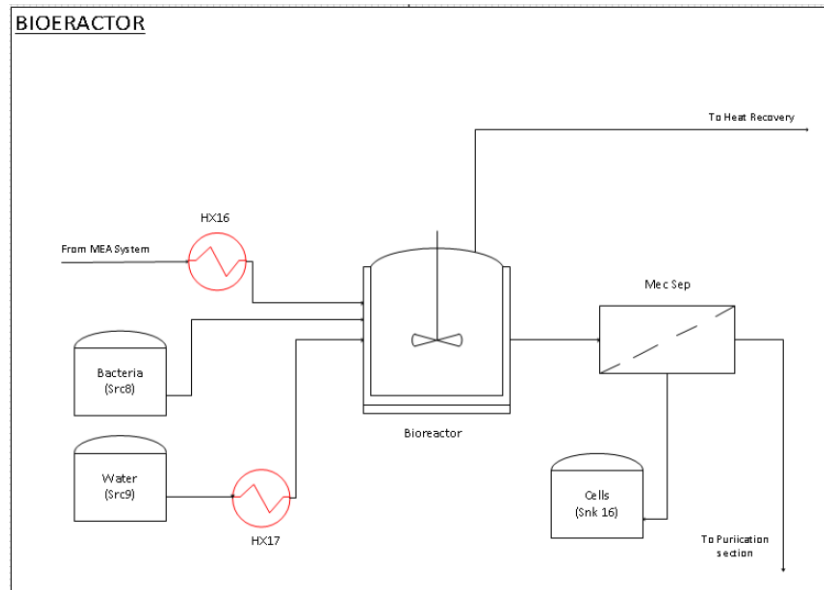 BIOERACTOR
To Heat Recovery
HX16
From MEA System
Mec Sep
Bacteria
(Src8)
Bioreactor
Water
(Src9)
Cells
(Snk 16)
HX17
To Puriication
section